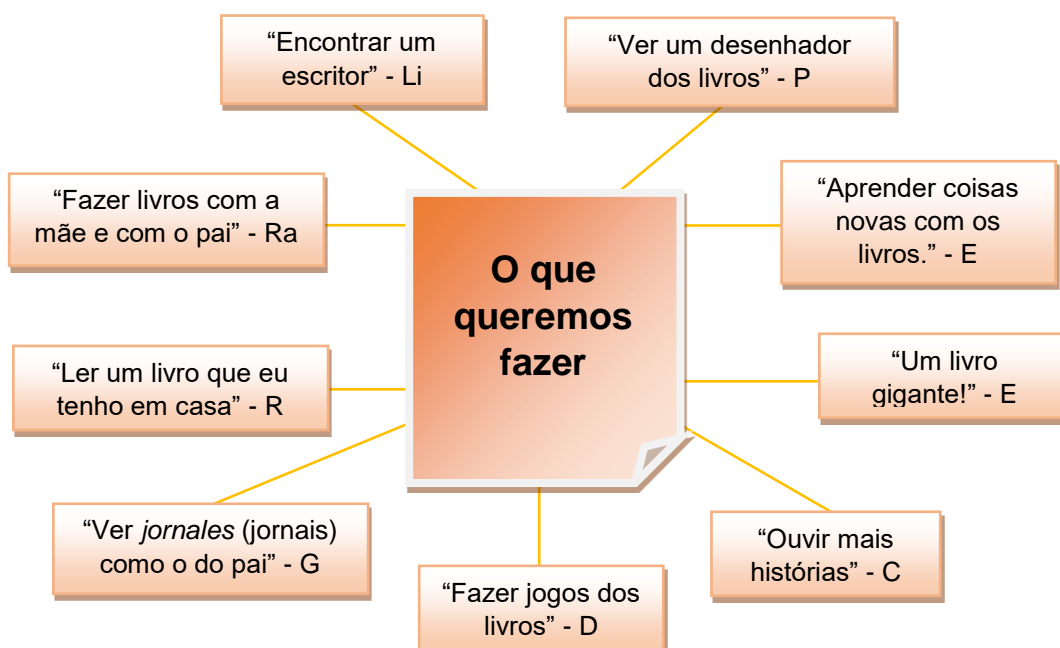 “Encontrar um
escritor” - Li
“Ver um desenhador
dos livros” - P
“Fazer livros com a
mãe e com o pai” - Ra
“Aprender coisas
novas com os
livros.” - E
O que
queremos
fazer
“Ler um livro que eu
tenho em casa” - R
“Um livro
gigante!” - E
“Ver jornales (jornais)
como o do pai” - G
“Fazer jogos dos
livros” - D
“Ouvir mais
histórias” - C